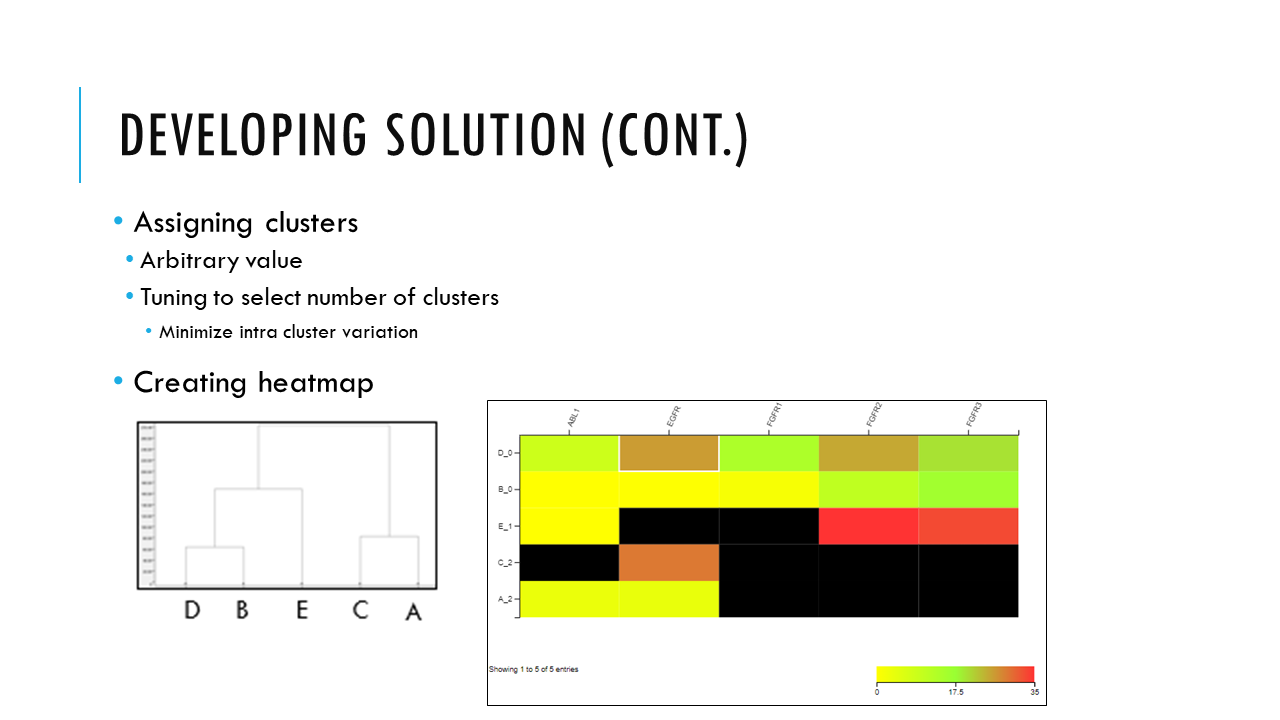 DEVELOPING SOLUTION (CONT.)
• Assigning clusters
• Arbitrary value
• Tuning to select number of clusters
• Minimize intra cluster variation
• Creating heatmap
D B E C A
ABL1 EGFR FGFR1 FGFR2 FGFR3
D_0
B_0
E_1
C_2
A_2
Showing 1 to 5 of 5 entries
0 17.5 35